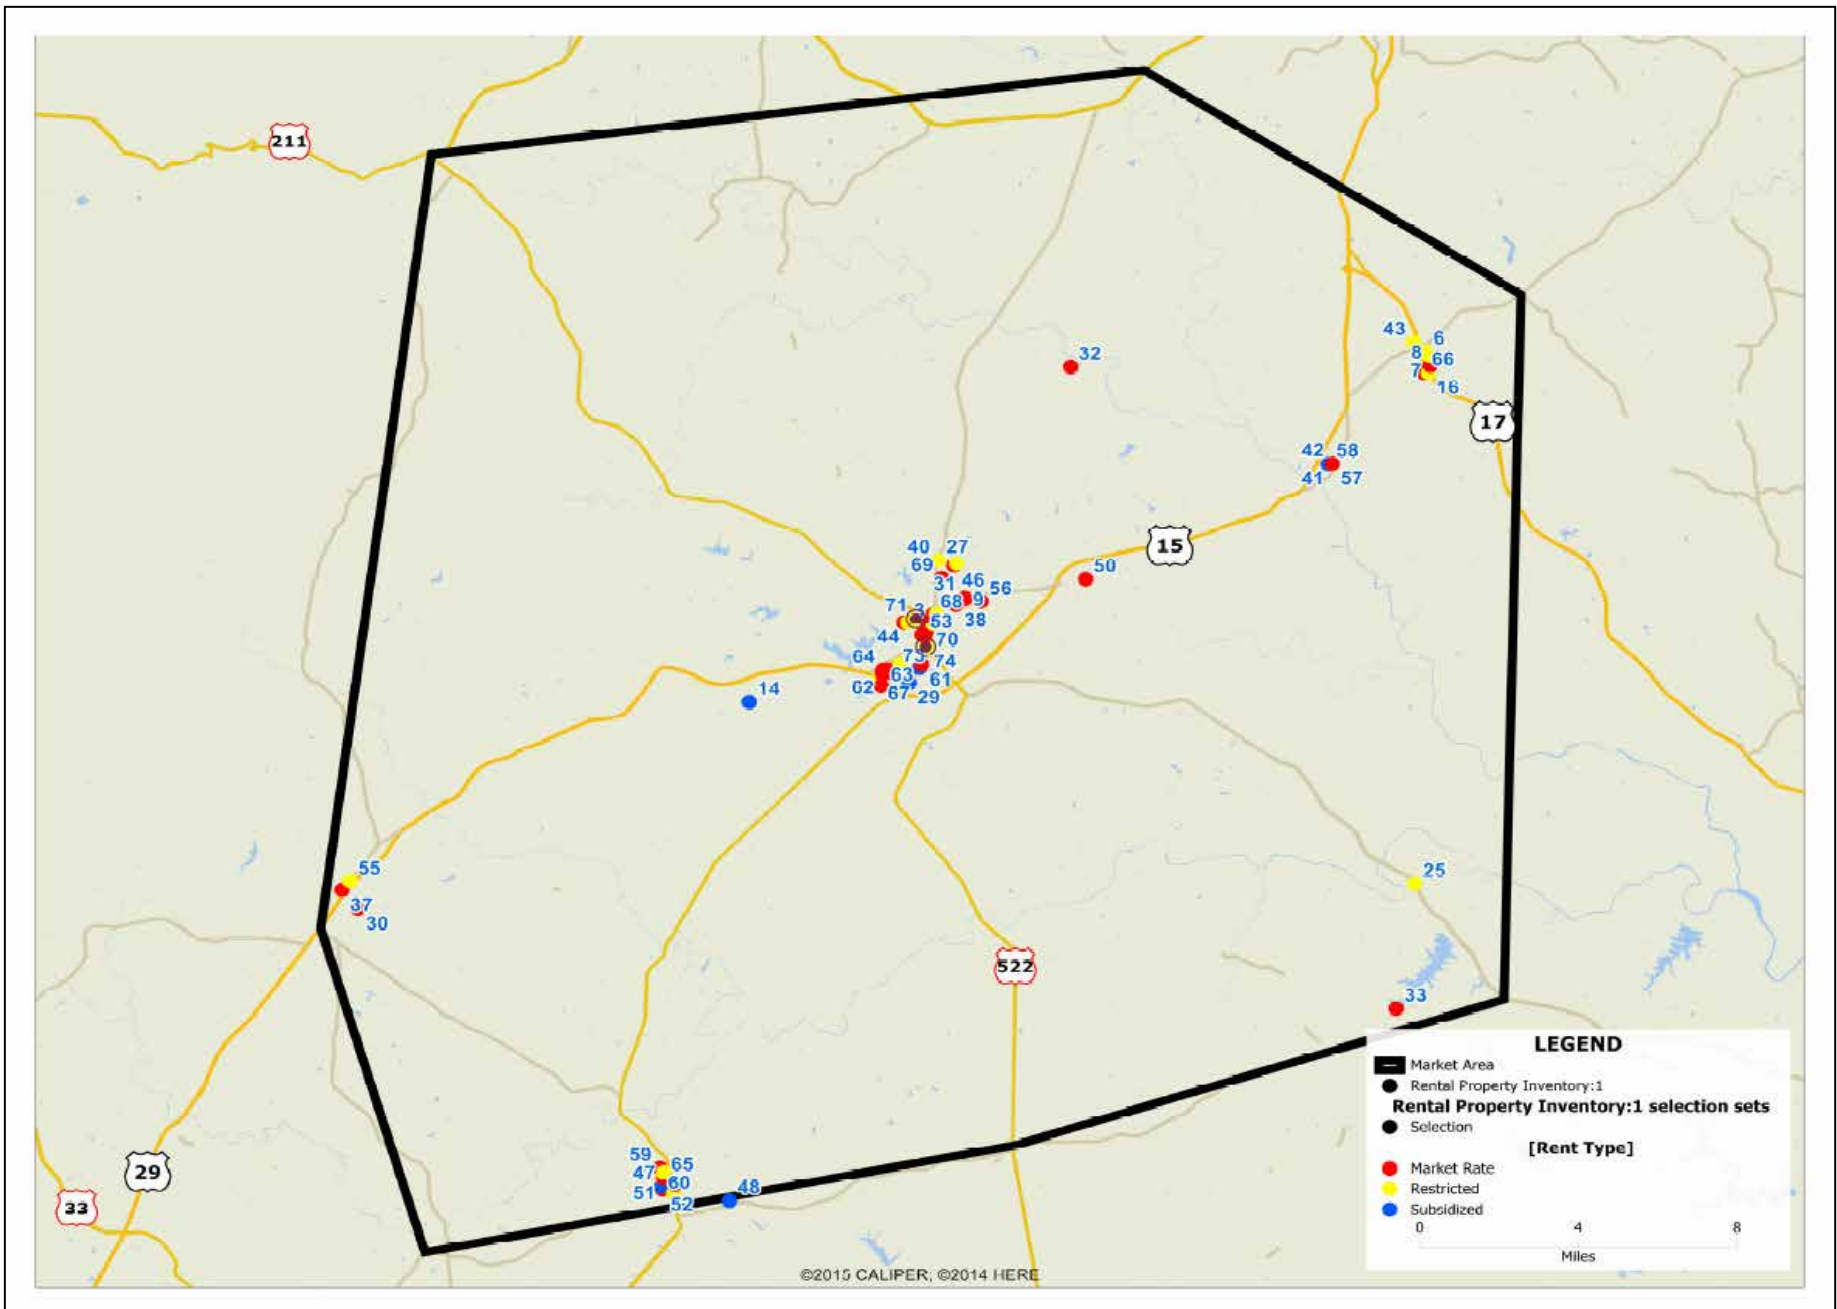 211
43
6
8
66
7
16
17
32
42 58
41 57
15
40 27
69
50
31 46 56
71 3 68 9
53 38
44 70
64 75 74
63 61
62 67 29
14
55
37
30
25
522
33
59 65
47 60
51 52
48
29
33
LEGEND
Market Area
Rental Property Inventory:1
Rental Property Inventory:1 selection sets
Selection
[Rent Type]
Market Rate
Restricted
Subsidized
0 4 8
Miles
©2015 CALIPER; ©2014 HERE